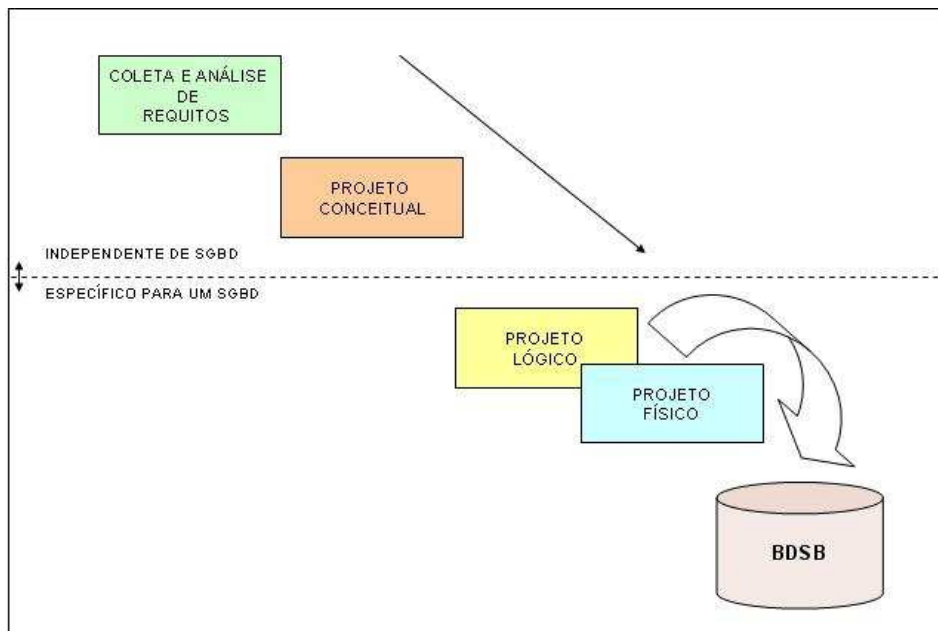 COLETA E ANÁLISE
DE
REQUITOS
PROJETO
CONCEITUAL
INDEPENDENTE DE SGBD
ESPECÍFICO PARA UM SGBD
PROJETO
LÓGICO
PROJETO
FÍSICO
BDSB